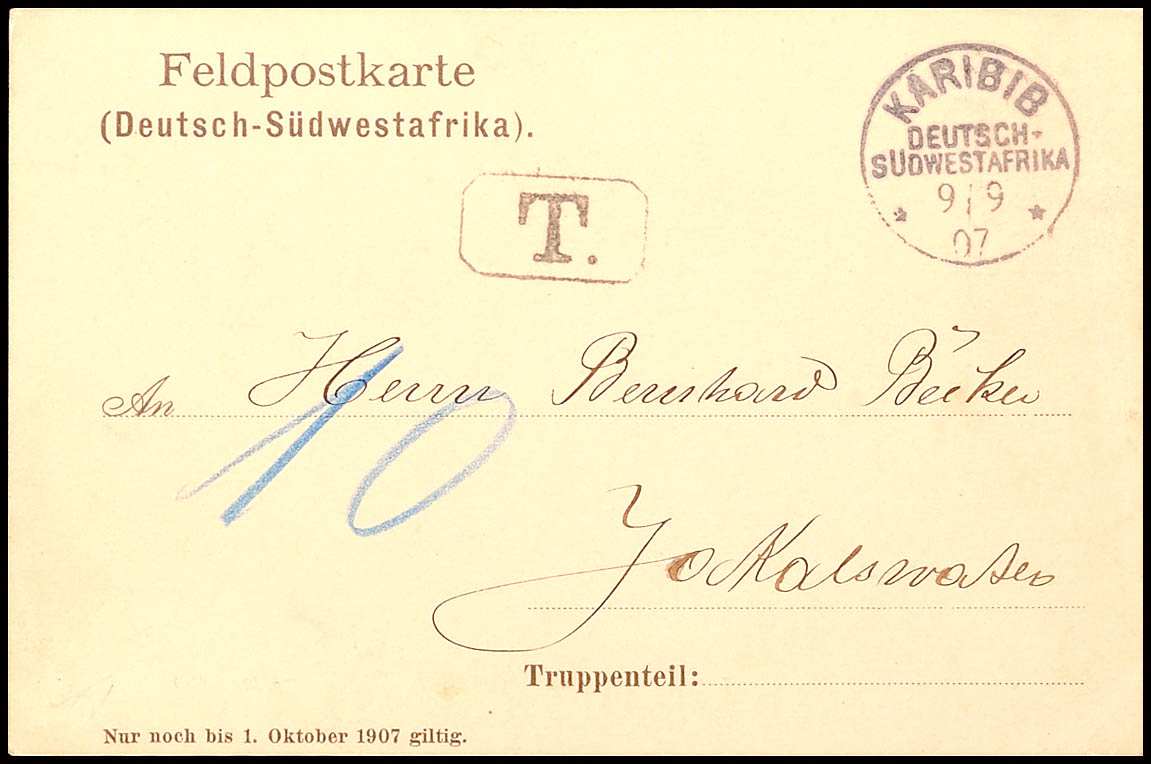 Feldpostkarte
(Deutsch-Südwestafrika).
KARIBIB
DEUTSCH-
SÜDWESTAFRIKA
9/9
07
T.
An Herrn Bernhard Becker
10
Jakalswater
Truppenteil:
Nur noch bis 1. Oktober 1907 giltig.